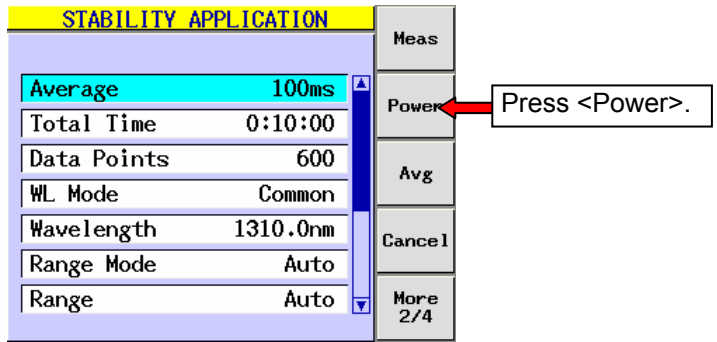 STABILITY APPLICATION
Average 100ms
Total Time 0:10:00
Data Points 600
WL Mode Common
Wavelength 1310.0nm
Range Mode Auto
Range Auto
Meas
Power
Avg
Cancel
More
2/4
Press <Power>.